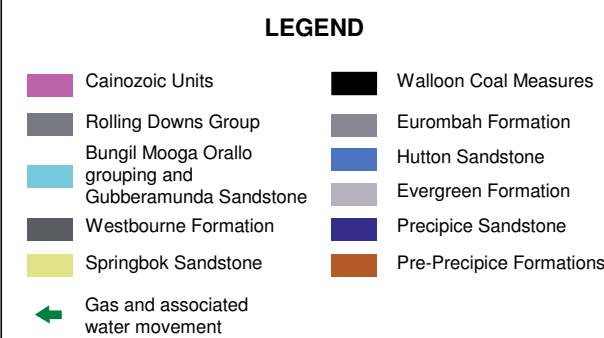 LEGEND
Cainozoic Units
Rolling Downs Group
Bungil Mooga Orallo
grouping and
Gubberamunda Sandstone
Westbourne Formation
Springbok Sandstone
Gas and associated
water movement
Walloon Coal Measures
Eurombah Formation
Hutton Sandstone
Evergreen Formation
Precipice Sandstone
Pre-Precipice Formations